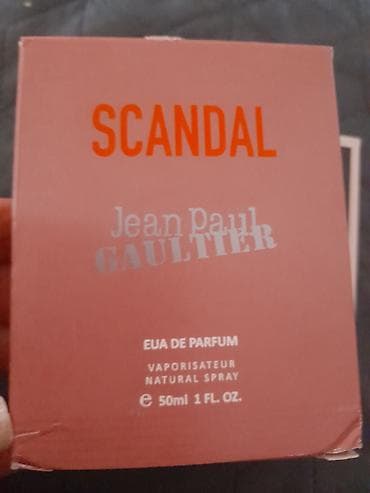 SCANDAL
Jean Paul
GAULTIER
EUA DE PARFUM
VAPORISATEUR
NATURAL SPRAY
℮ 50ml 1 FL. OZ.